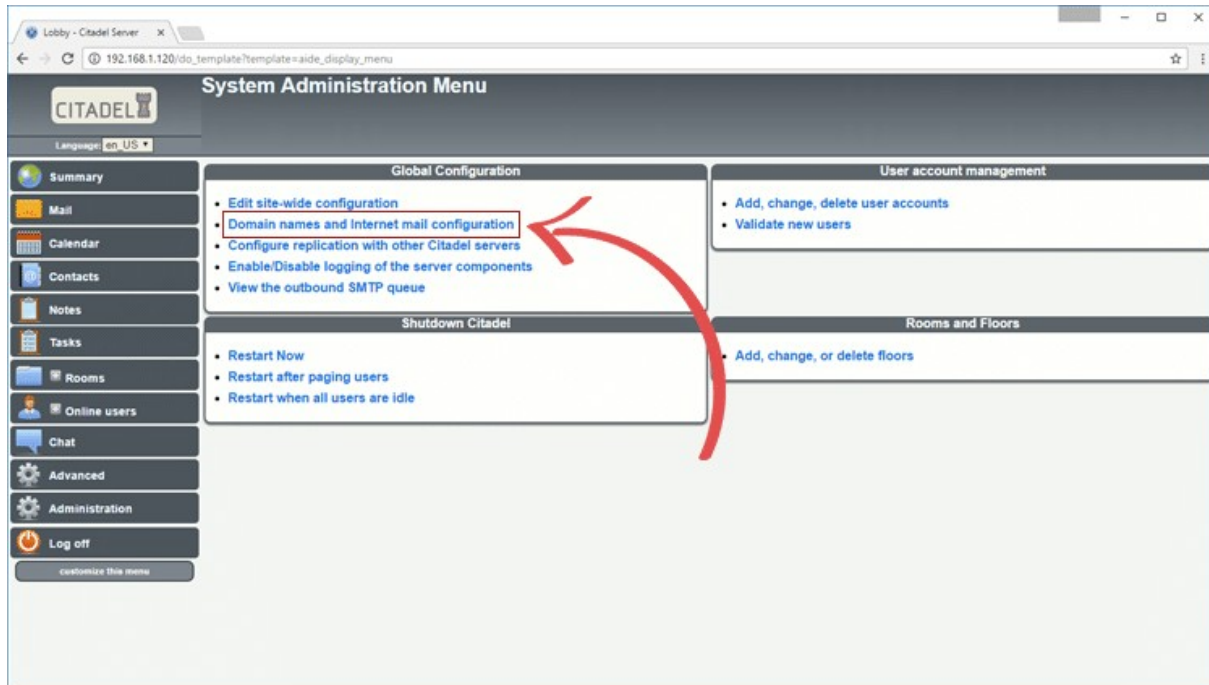 Lobby - Citadel Server
192.168.1.120/do_template?template=aide_display_menu
CITADEL
System Administration Menu
Language: en_US
Summary
Mail
Calendar
Contacts
Notes
Tasks
Rooms
Online users
Chat
Advanced
Administration
Log off
customize this menu
Global Configuration
Edit site-wide configuration
Domain names and Internet mail configuration
Configure replication with other Citadel servers
Enable/Disable logging of the server components
View the outbound SMTP queue
User account management
Add, change, delete user accounts
Validate new users
Shutdown Citadel
Restart Now
Restart after paging users
Restart when all users are idle
Rooms and Floors
Add, change, or delete floors